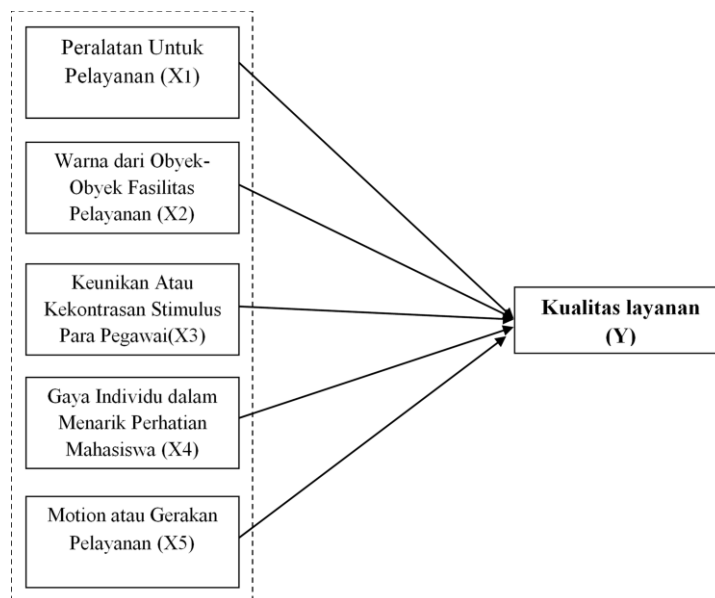 Peralatan Untuk
Pelayanan (X1)
Warna dari Obyek-
Obyek Fasilitas
Pelayanan (X2)
Keunikan Atau
Kekontrasan Stimulus
Para Pegawai(X3)
Gaya Individu dalam
Menarik Perhatian
Mahasiswa (X4)
Motion atau Gerakan
Pelayanan (X5)
Kualitas layanan
(Y)